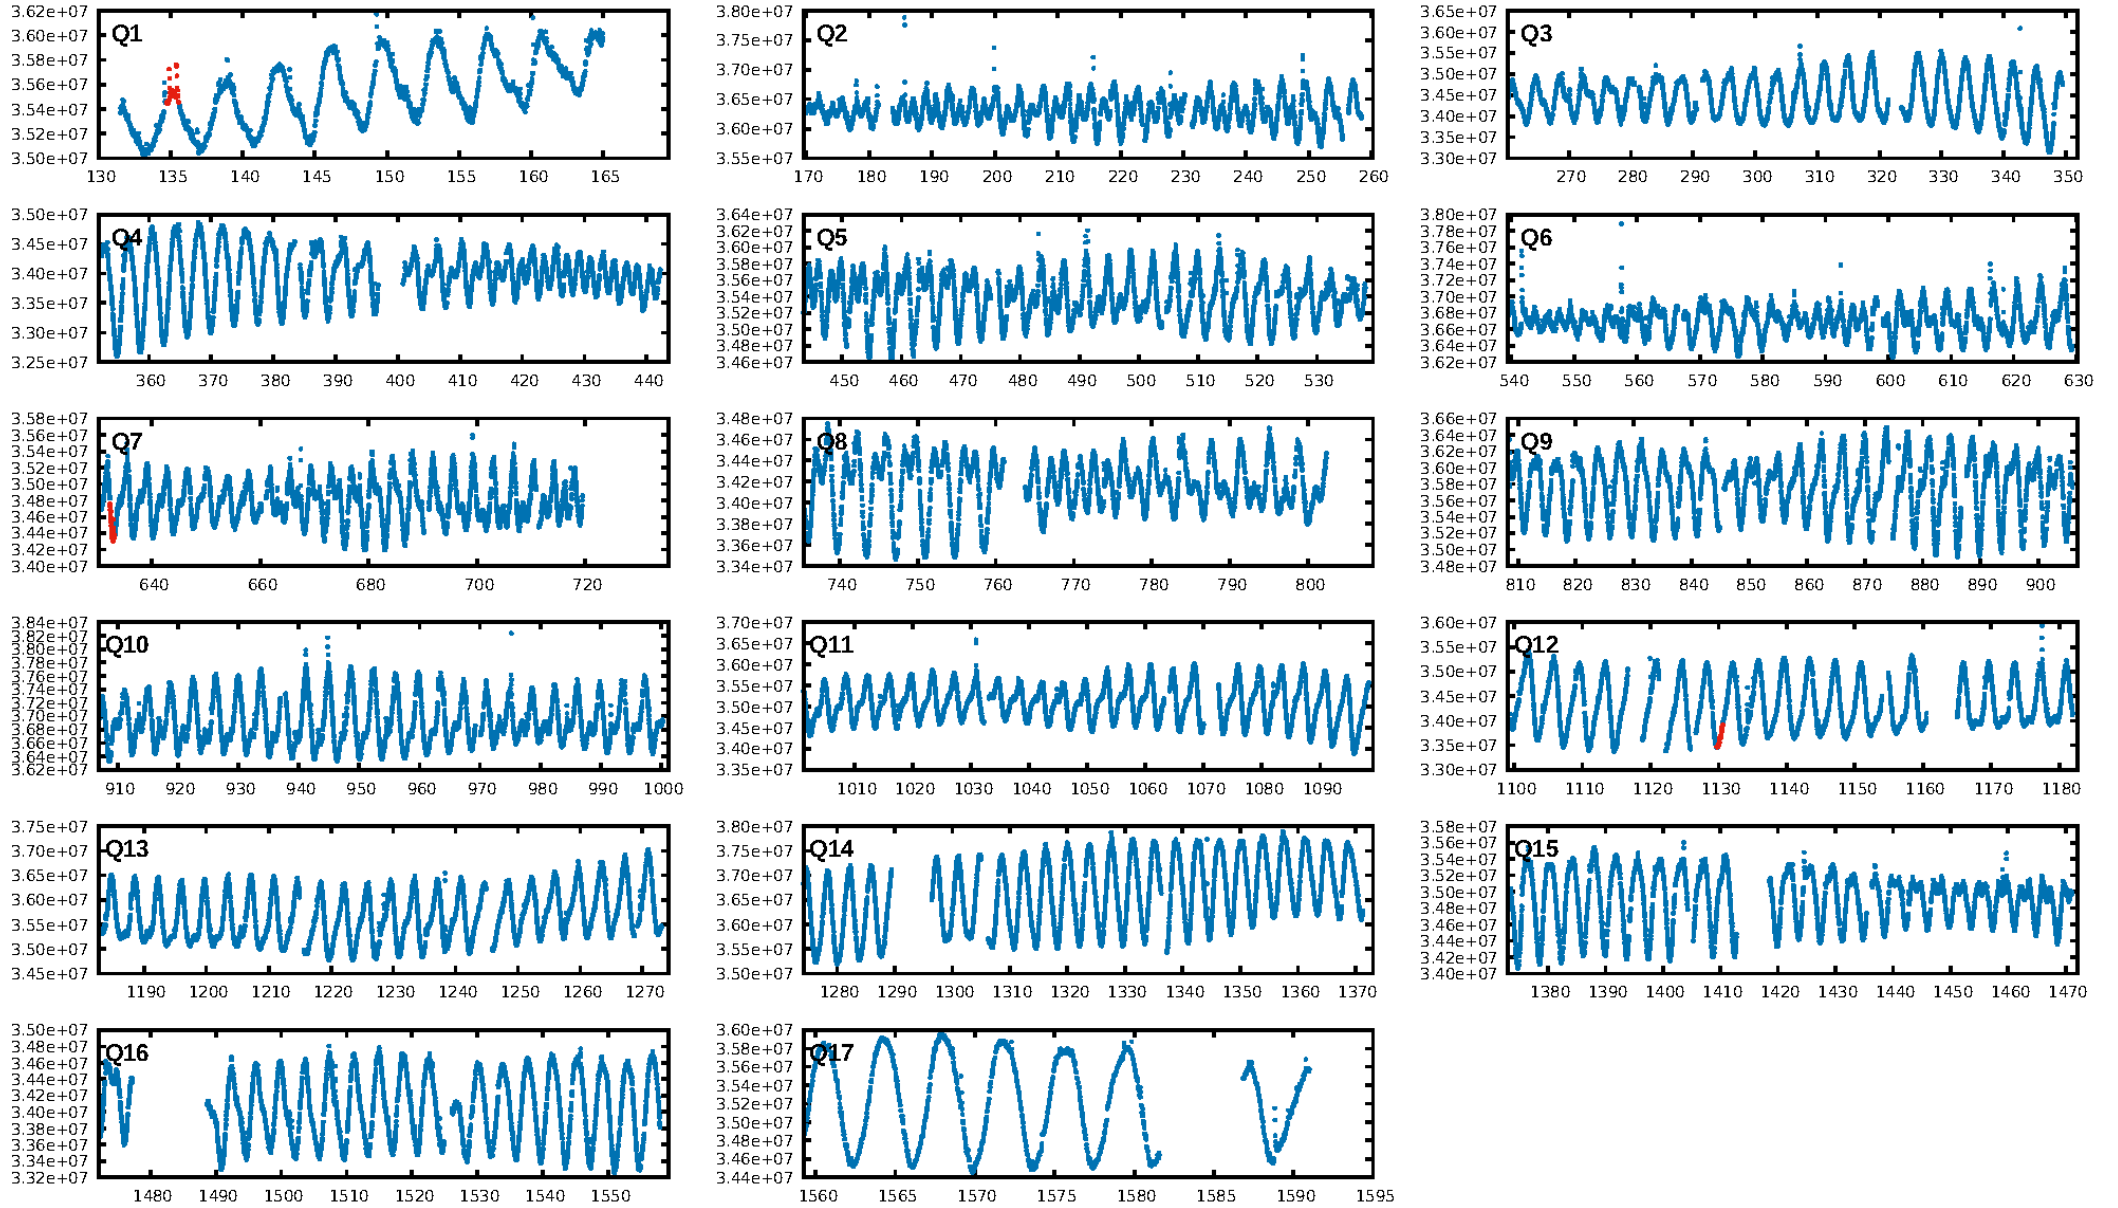 3.62e+07 3.60e+07 3.58e+07 3.56e+07 3.54e+07 3.52e+07 3.50e+07
Q1
130 135 140 145 150 155 160 165
3.80e+07 3.75e+07 3.70e+07 3.65e+07 3.60e+07 3.55e+07
Q2
170 180 190 200 210 220 230 240 250 260
3.65e+07 3.60e+07 3.55e+07 3.50e+07 3.45e+07 3.40e+07 3.35e+07 3.30e+07
Q3
270 280 290 300 310 320 330 340 350
3.50e+07 3.45e+07 3.40e+07 3.35e+07 3.30e+07 3.25e+07
Q4
360 370 380 390 400 410 420 430 440
3.64e+07 3.62e+07 3.60e+07 3.58e+07 3.56e+07 3.54e+07 3.52e+07 3.50e+07 3.48e+07 3.46e+07
Q5
450 460 470 480 490 500 510 520 530
3.80e+07 3.78e+07 3.76e+07 3.74e+07 3.72e+07 3.70e+07 3.68e+07 3.66e+07 3.64e+07 3.62e+07
Q6
540 550 560 570 580 590 600 610 620 630
3.58e+07 3.56e+07 3.54e+07 3.52e+07 3.50e+07 3.48e+07 3.46e+07 3.44e+07 3.42e+07 3.40e+07
Q7
640 660 680 700 720
3.48e+07 3.46e+07 3.44e+07 3.42e+07 3.40e+07 3.38e+07 3.36e+07 3.34e+07
Q8
740 750 760 770 780 790 800
3.66e+07 3.64e+07 3.62e+07 3.60e+07 3.58e+07 3.56e+07 3.54e+07 3.52e+07 3.50e+07 3.48e+07
Q9
810 820 830 840 850 860 870 880 890 900
3.84e+07 3.82e+07 3.80e+07 3.78e+07 3.76e+07 3.74e+07 3.72e+07 3.70e+07 3.68e+07 3.66e+07 3.64e+07 3.62e+07
Q10
910 920 930 940 950 960 970 980 990 1000
3.70e+07 3.65e+07 3.60e+07 3.55e+07 3.50e+07 3.45e+07 3.40e+07 3.35e+07
Q11
1010 1020 1030 1040 1050 1060 1070 1080 1090
3.60e+07 3.55e+07 3.50e+07 3.45e+07 3.40e+07 3.35e+07 3.30e+07
Q12
1100 1110 1120 1130 1140 1150 1160 1170 1180
3.75e+07 3.70e+07 3.65e+07 3.60e+07 3.55e+07 3.50e+07 3.45e+07
Q13
1190 1200 1210 1220 1230 1240 1250 1260 1270
3.80e+07 3.75e+07 3.70e+07 3.65e+07 3.60e+07 3.55e+07 3.50e+07
Q14
1280 1290 1300 1310 1320 1330 1340 1350 1360 1370
3.58e+07 3.56e+07 3.54e+07 3.52e+07 3.50e+07 3.48e+07 3.46e+07 3.44e+07 3.42e+07 3.40e+07
Q15
1380 1390 1400 1410 1420 1430 1440 1450 1460 1470
3.50e+07 3.48e+07 3.46e+07 3.44e+07 3.42e+07 3.40e+07 3.38e+07 3.36e+07 3.34e+07 3.32e+07
Q16
1480 1490 1500 1510 1520 1530 1540 1550
3.60e+07 3.58e+07 3.56e+07 3.54e+07 3.52e+07 3.50e+07 3.48e+07 3.46e+07 3.44e+07
Q17
1560 1565 1570 1575 1580 1585 1590 1595